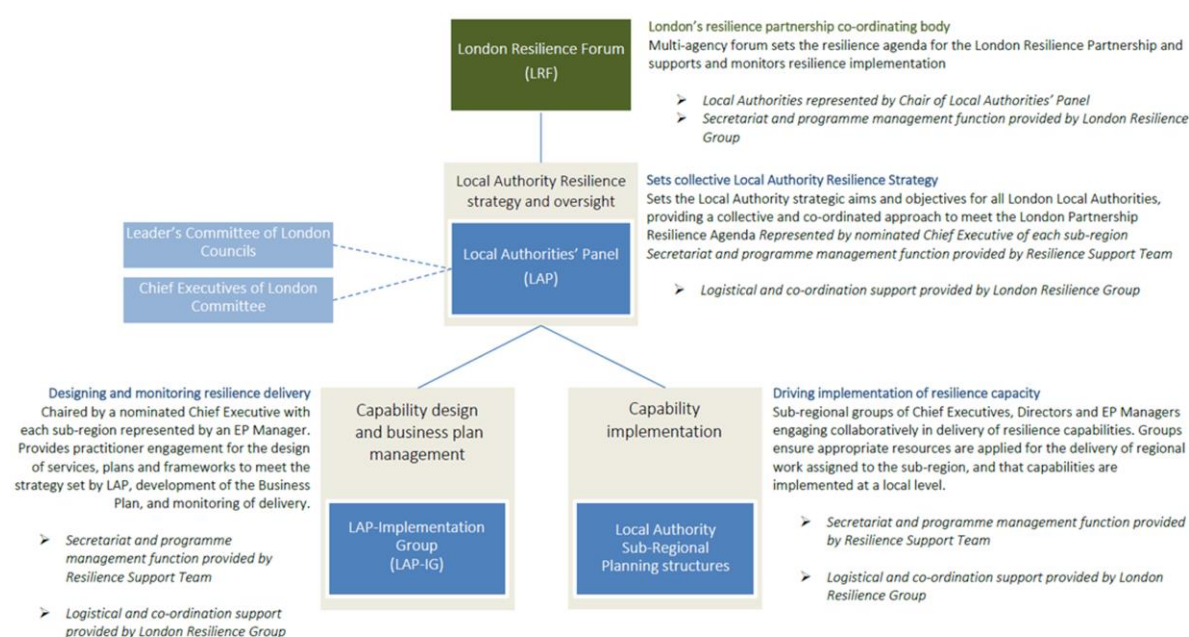 London Resilience Forum
(LRF)
London's resilience partnership co-ordinating body
Multi-agency forum sets the resilience agenda for the London Resilience Partnership and
supports and monitors resilience implementation
➢ Local Authorities represented by Chair of Local Authorities' Panel
➢ Secretariat and programme management function provided by London Resilience
Group
Local Authority Resilience
strategy and oversight
Local Authorities' Panel
(LAP)
Sets collective Local Authority Resilience Strategy
Sets the Local Authority strategic aims and objectives for all London Local Authorities,
providing a collective and co-ordinated approach to meet the London Partnership
Resilience Agenda Represented by nominated Chief Executive of each sub-region
Secretariat and programme management function provided by Resilience Support Team
➢ Logistical and co-ordination support provided by London Resilience Group
Leader's Committee of London
Councils
Chief Executives of London
Committee
Designing and monitoring resilience delivery
Chaired by a nominated Chief Executive with
each sub-region represented by an EP Manager.
Provides practitioner engagement for the design
of services, plans and frameworks to meet the
strategy set by LAP, development of the Business
Plan, and monitoring of delivery.
➢ Secretariat and programme
management function provided by
Resilience Support Team
➢ Logistical and co-ordination support
provided by London Resilience Group
Capability design
and business plan
management
LAP-Implementation
Group
(LAP-IG)
Capability
implementation
Local Authority
Sub-Regional
Planning structures
Driving implementation of resilience capacity
Sub-regional groups of Chief Executives, Directors and EP Managers
engaging collaboratively in delivery of resilience capabilities. Groups
ensure appropriate resources are applied for the delivery of regional
work assigned to the sub-region, and that capabilities are
implemented at a local level.
➢ Secretariat and programme management function provided
by Resilience Support Team
➢ Logistical and co-ordination support provided by London
Resilience Group